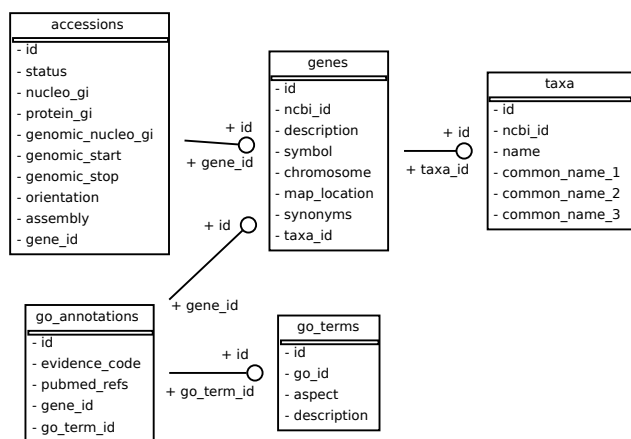 accessions
- id
- status
- nucleo_gi
- protein_gi
- genomic_nucleo_gi
- genomic_start
- genomic_stop
- orientation
- assembly
- gene_id
+ id
+ gene_id
genes
- id
- ncbi_id
- description
- symbol
- chromosome
- map_location
- synonyms
- taxa_id
+ id
+ taxa_id
taxa
- id
- ncbi_id
- name
- common_name_1
- common_name_2
- common_name_3
+ id
+ gene_id
go_annotations
- id
- evidence_code
- pubmed_refs
- gene_id
- go_term_id
+ id
+ go_term_id
go_terms
- id
- go_id
- aspect
- description